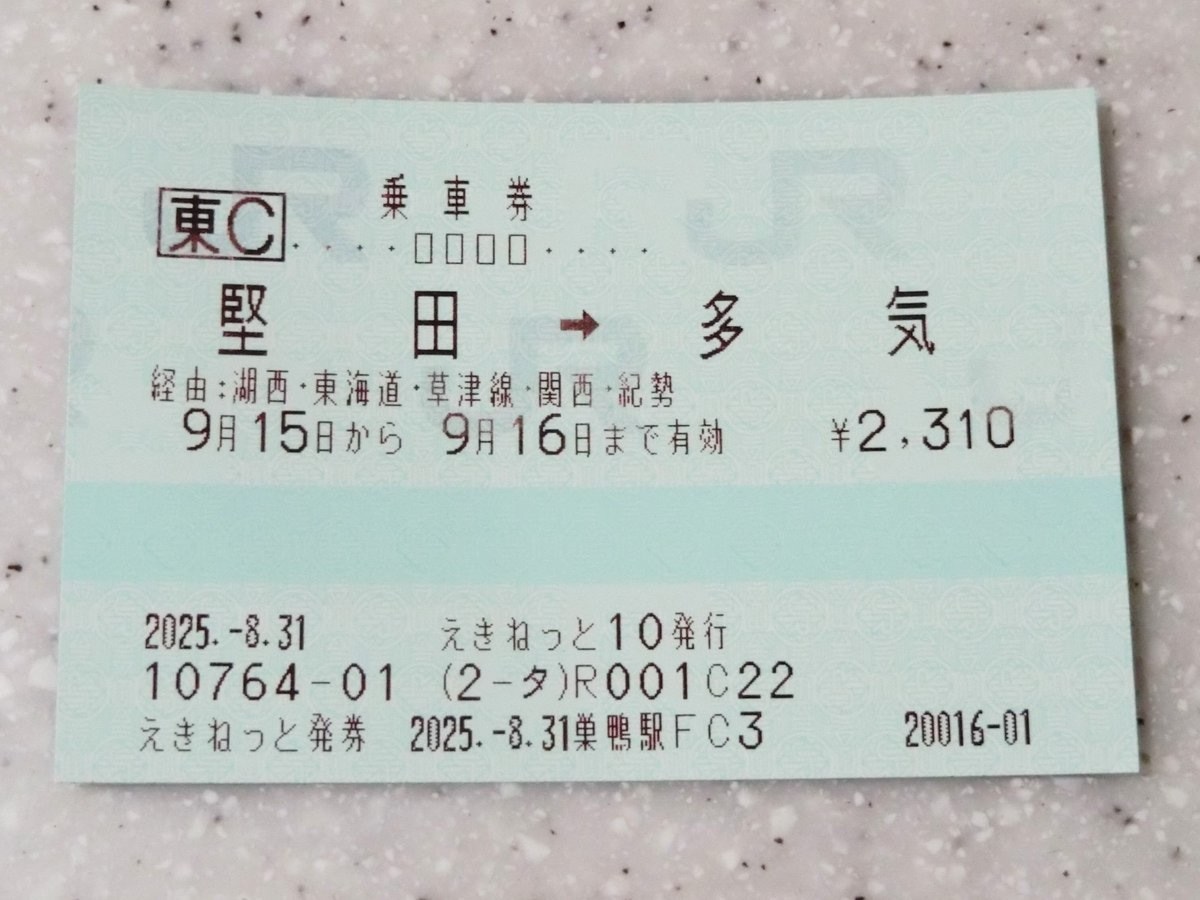 乗車券
東C ····□□□□····
堅田 → 多気
経由:湖西・東海道・草津線・関西・紀勢
9月15日から 9月16日まで有効 ¥2,310
2025.-8.31 えきねっと10発行
10764-01 (2-タ)R001C22
えきねっと発券 2025.-8.31巣鴨駅FC3 20016-01